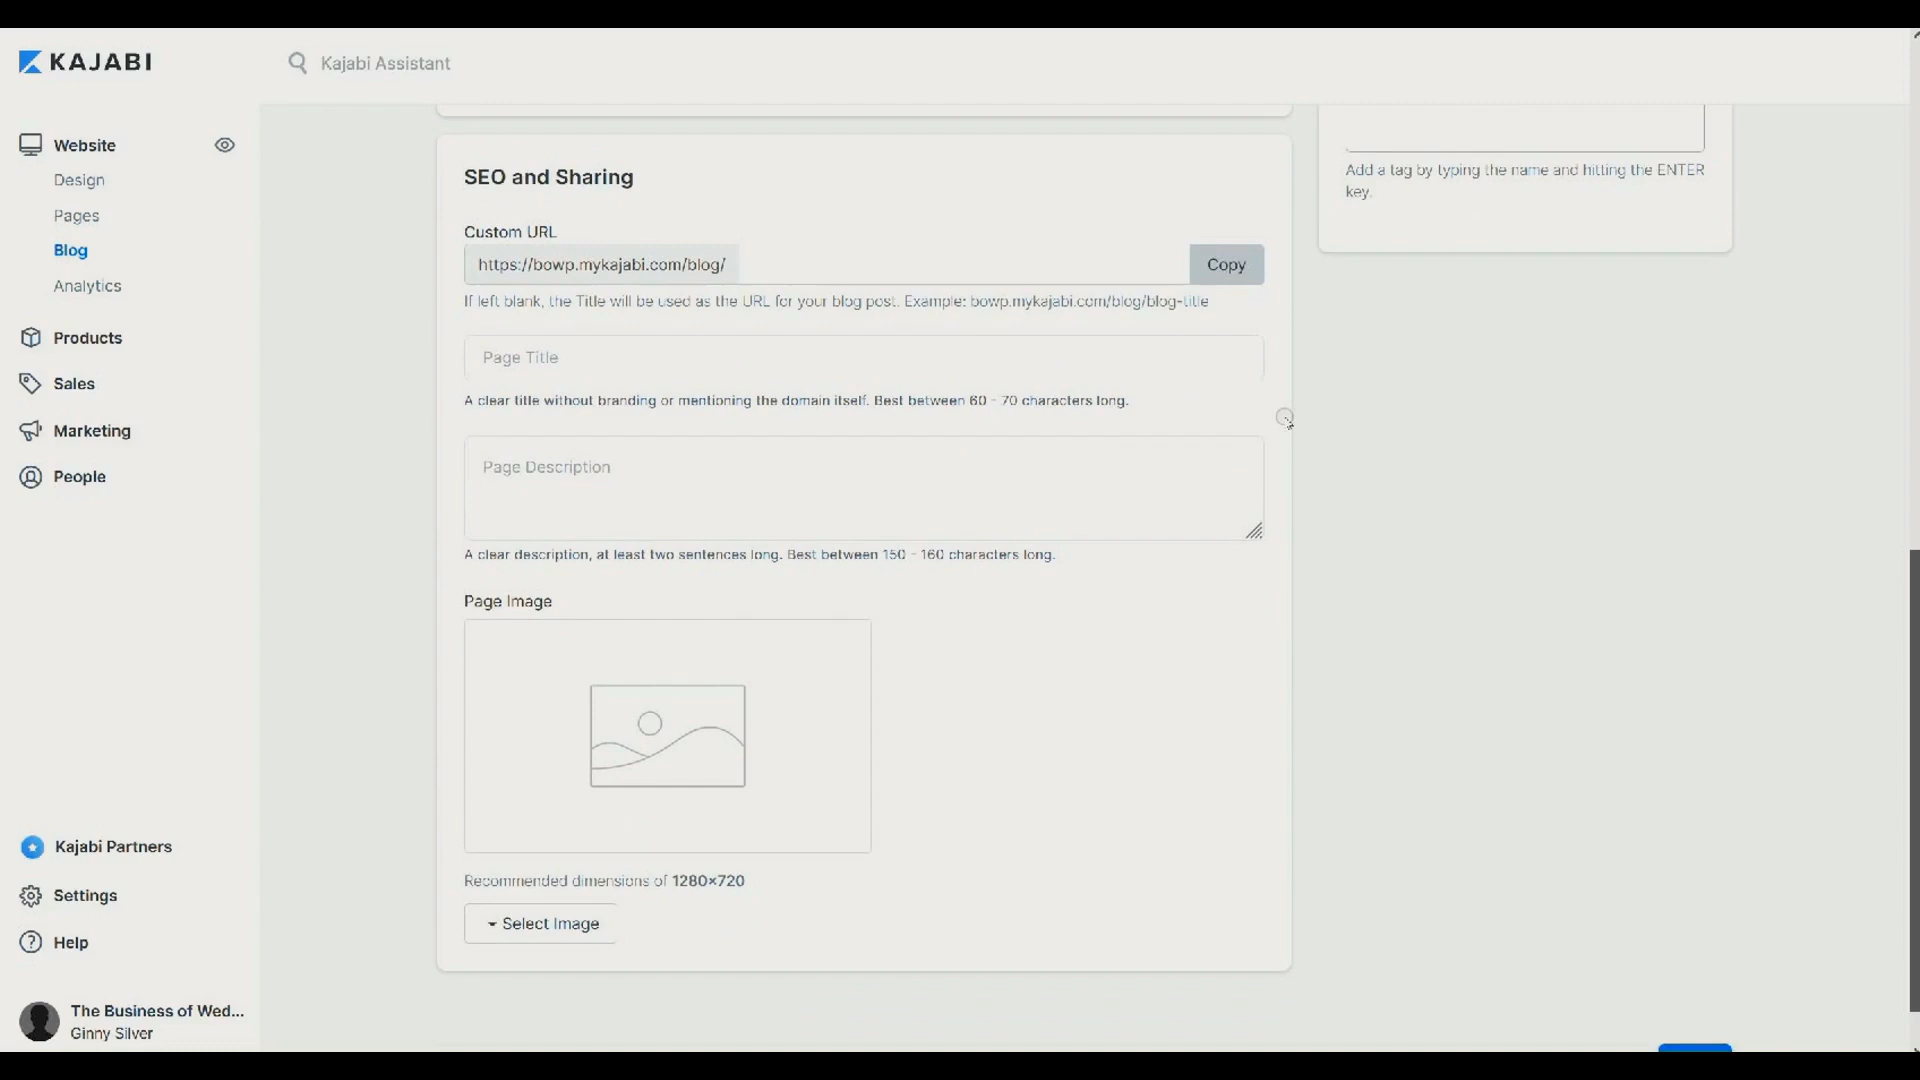 KAJABI
Kajabi Assistant
Website
Design
Pages
Blog
Analytics
Products
Sales
Marketing
People
Kajabi Partners
Settings
Help
The Business of Wed...
Ginny Silver
SEO and Sharing
Custom URL
https://bowp.mykajabi.com/blog/
Copy
If left blank, the Title will be used as the URL for your blog post. Example: bowp.mykajabi.com/blog/blog-title
Page Title
A clear title without branding or mentioning the domain itself. Best between 60 - 70 characters long.
Page Description
A clear description, at least two sentences long. Best between 150 - 160 characters long.
Page Image
Recommended dimensions of 1280×720
Select Image
Add a tag by typing the name and hitting the ENTER
key.